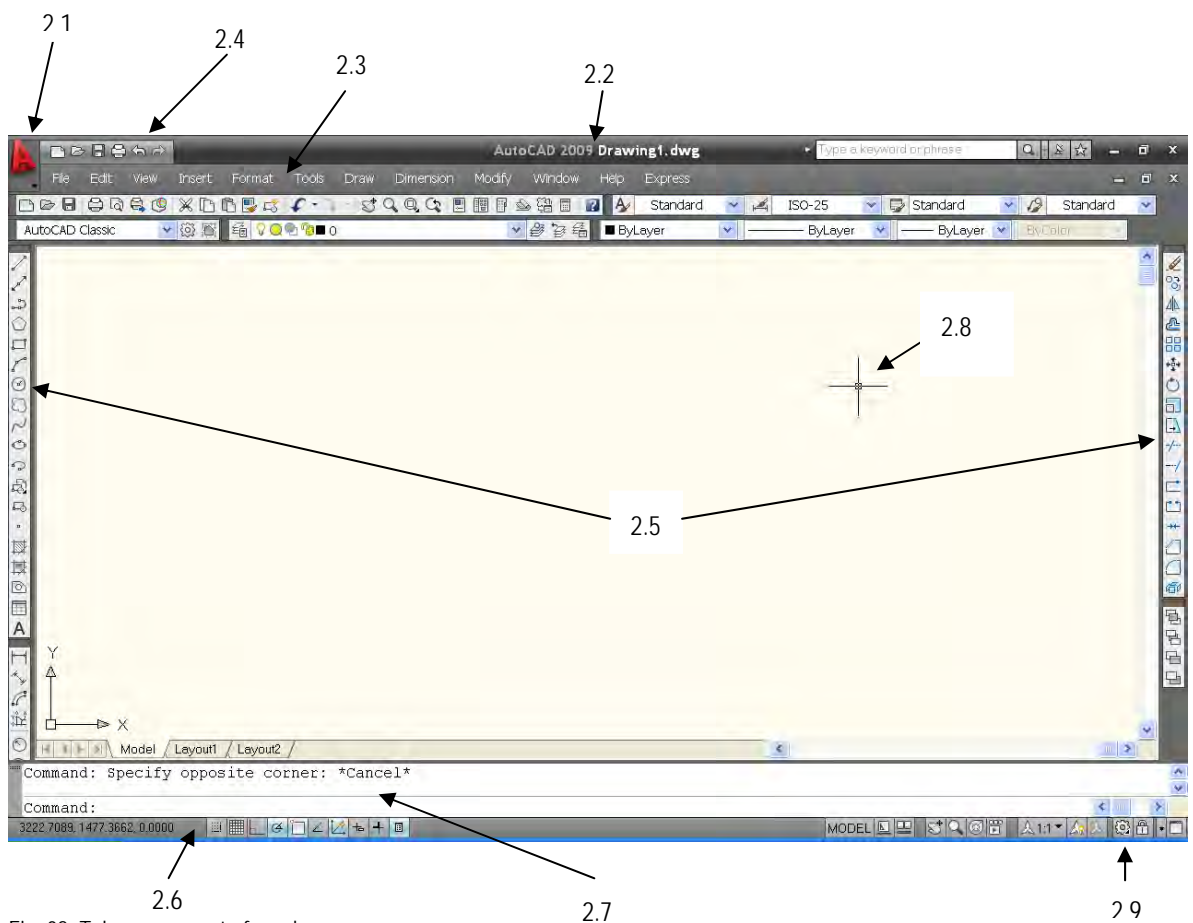 2 1
2.4
2.3
2.2
AutoCAD 2009 Drawing1.dwg
Type a keyword or phrase
File Edit View Insert Format Tools Draw Dimension Modify Window Help Express
Standard ISO-25 Standard Standard
AutoCAD Classic 0 ByLayer ByLayer ByLayer ByColor
2.8
2.5
A
Y
X
Model Layout1 Layout2
Command: Specify opposite corner: *Cancel*
Command:
3222.7089, 1477.3662, 0.0000 MODEL 1:1
2.6
2.7
2 9